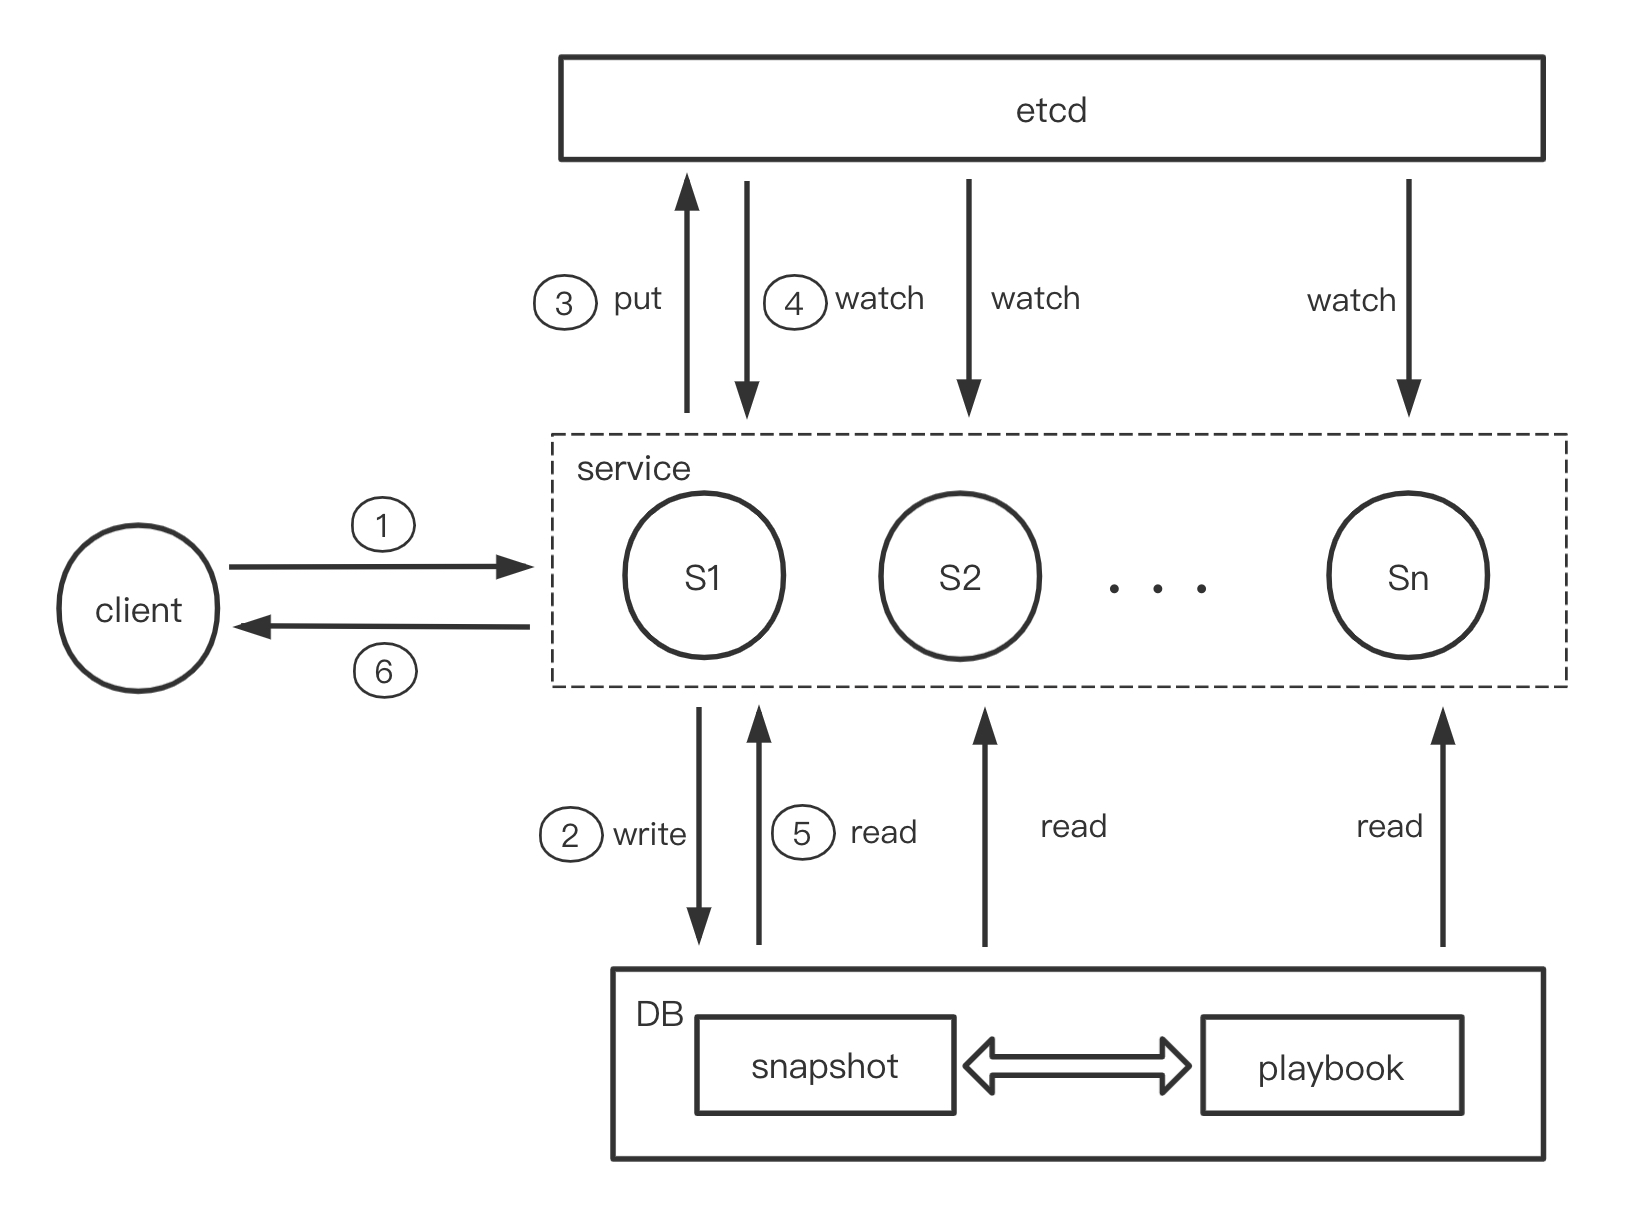 etcd
3 put
4 watch
watch
watch
service
1
client
S1
S2
. . .
Sn
6
2 write
5 read
read
read
DB
snapshot
playbook